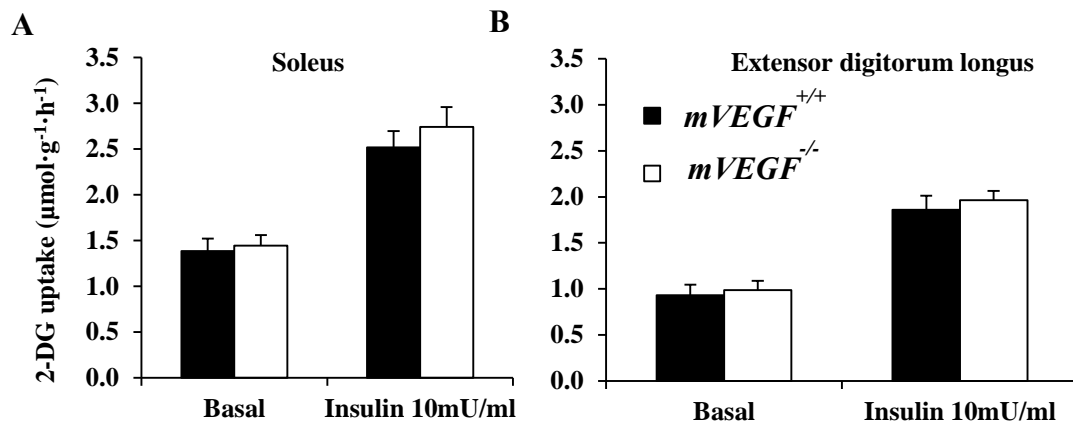 A
Soleus
2-DG uptake (µmol·g⁻¹·h⁻¹)
3.5
3.0
2.5
2.0
1.5
1.0
0.5
0.0
Basal Insulin 10mU/ml
B
Extensor digitorum longus
mVEGF+/+
mVEGF-/-
3.5
3.0
2.5
2.0
1.5
1.0
0.5
0.0
Basal Insulin 10mU/ml